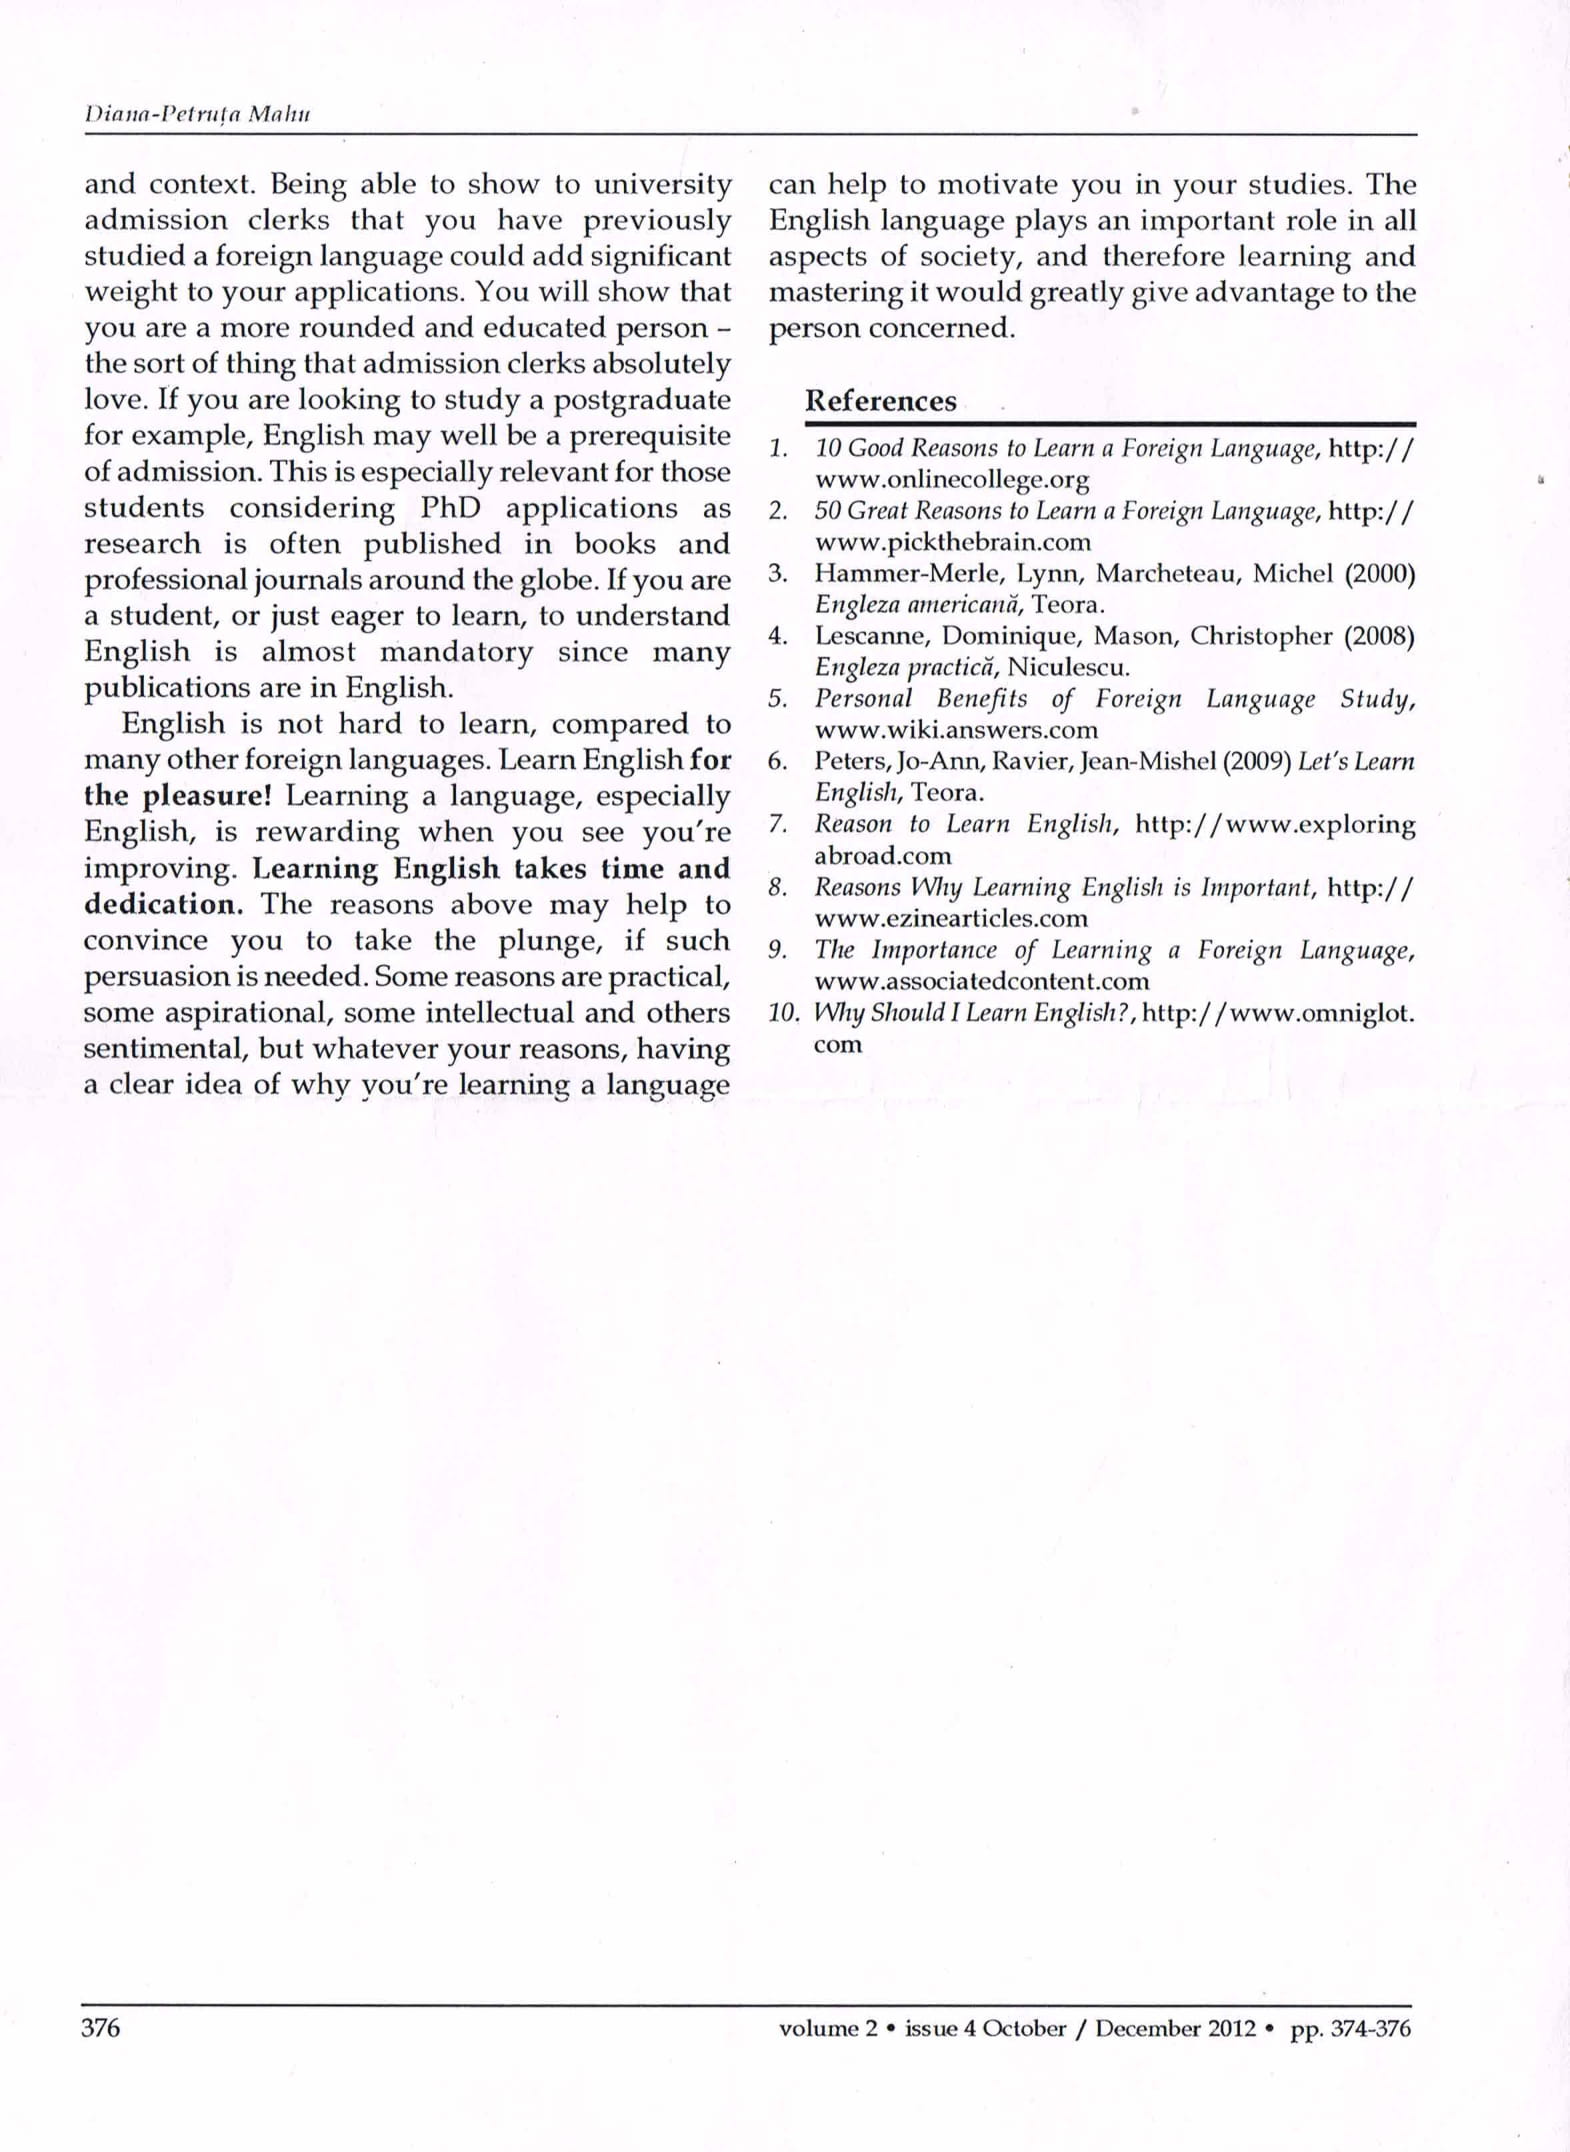 Diana-Petruța Mahu
and context. Being able to show to university
admission clerks that you have previously
studied a foreign language could add significant
weight to your applications. You will show that
you are a more rounded and educated person –
the sort of thing that admission clerks absolutely
love. If you are looking to study a postgraduate
for example, English may well be a prerequisite
of admission. This is especially relevant for those
students considering PhD applications as
research is often published in books and
professional journals around the globe. If you are
a student, or just eager to learn, to understand
English is almost mandatory since many
publications are in English.
English is not hard to learn, compared to
many other foreign languages. Learn English for
the pleasure! Learning a language, especially
English, is rewarding when you see you're
improving. Learning English takes time and
dedication. The reasons above may help to
convince you to take the plunge, if such
persuasion is needed. Some reasons are practical,
some aspirational, some intellectual and others
sentimental, but whatever your reasons, having
a clear idea of why you're learning a language
can help to motivate you in your studies. The
English language plays an important role in all
aspects of society, and therefore learning and
mastering it would greatly give advantage to the
person concerned.
References
1. 10 Good Reasons to Learn a Foreign Language, http://
www.onlinecollege.org
2. 50 Great Reasons to Learn a Foreign Language, http://
www.pickthebrain.com
3. Hammer-Merle, Lynn, Marcheteau, Michel (2000)
Engleza americană, Teora.
4. Lescanne, Dominique, Mason, Christopher (2008)
Engleza practică, Niculescu.
5. Personal Benefits of Foreign Language Study,
www.wiki.answers.com
6. Peters, Jo-Ann, Ravier, Jean-Mishel (2009) Let's Learn
English, Teora.
7. Reason to Learn English, http://www.exploring
abroad.com
8. Reasons Why Learning English is Important, http://
www.ezinearticles.com
9. The Importance of Learning a Foreign Language,
www.associatedcontent.com
10. Why Should I Learn English?, http://www.omniglot.
com
376
volume 2 • issue 4 October / December 2012 • pp. 374-376